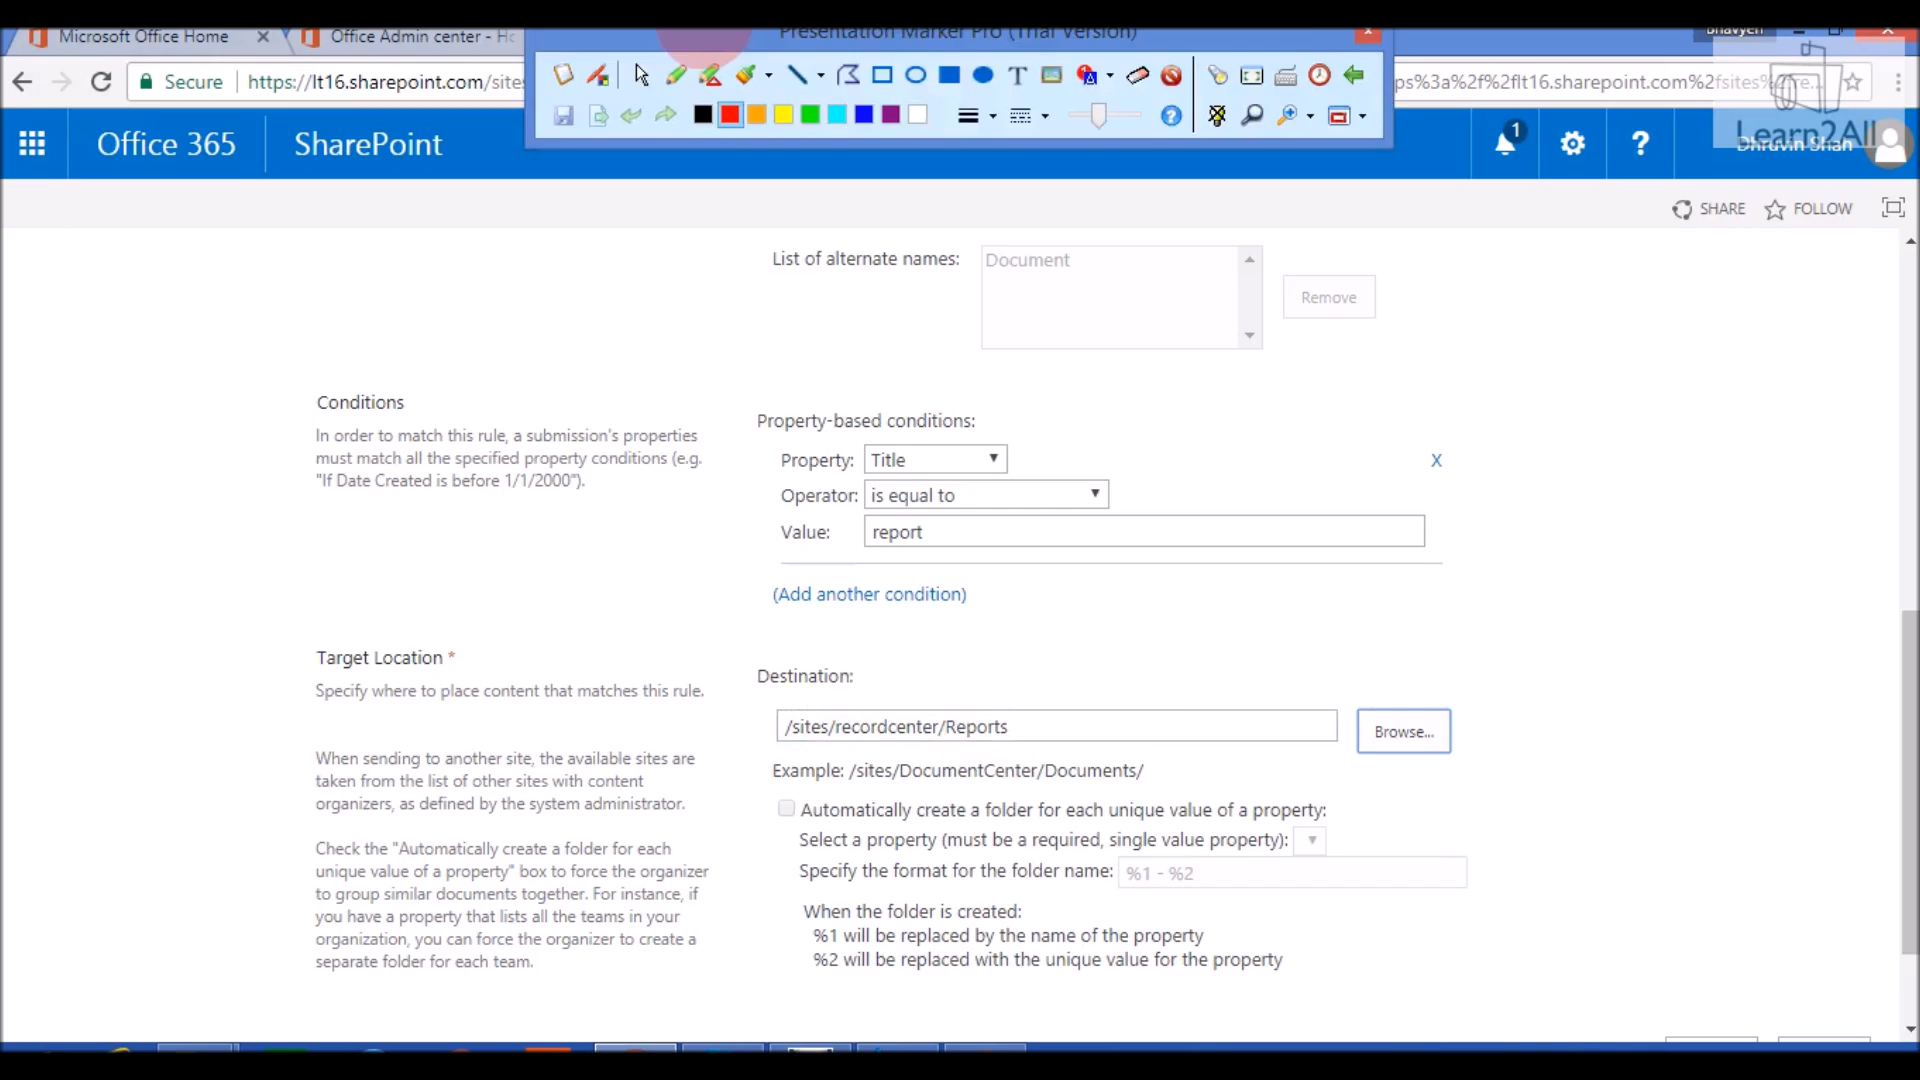 Microsoft Office Home
Office Admin center - Ho
Presentation Marker Pro (Trial Version)
Bhavyen
Secure
https://lt16.sharepoint.com/sites
ps%3a%2f%2flt16.sharepoint.com%2fsites%2fre...
Learn2All
Office 365
SharePoint
1
Dhruvin Shah
SHARE
FOLLOW
List of alternate names:
Document
Remove
Conditions
In order to match this rule, a submission's properties
must match all the specified property conditions (e.g.
"If Date Created is before 1/1/2000").
Property-based conditions:
Property:
Title
X
Operator:
is equal to
Value:
report
(Add another condition)
Target Location *
Specify where to place content that matches this rule.
When sending to another site, the available sites are
taken from the list of other sites with content
organizers, as defined by the system administrator.
Check the "Automatically create a folder for each
unique value of a property" box to force the organizer
to group similar documents together. For instance, if
you have a property that lists all the teams in your
organization, you can force the organizer to create a
separate folder for each team.
Destination:
/sites/recordcenter/Reports
Browse...
Example: /sites/DocumentCenter/Documents/
Automatically create a folder for each unique value of a property:
Select a property (must be a required, single value property):
Specify the format for the folder name:
%1 - %2
When the folder is created:
%1 will be replaced by the name of the property
%2 will be replaced with the unique value for the property